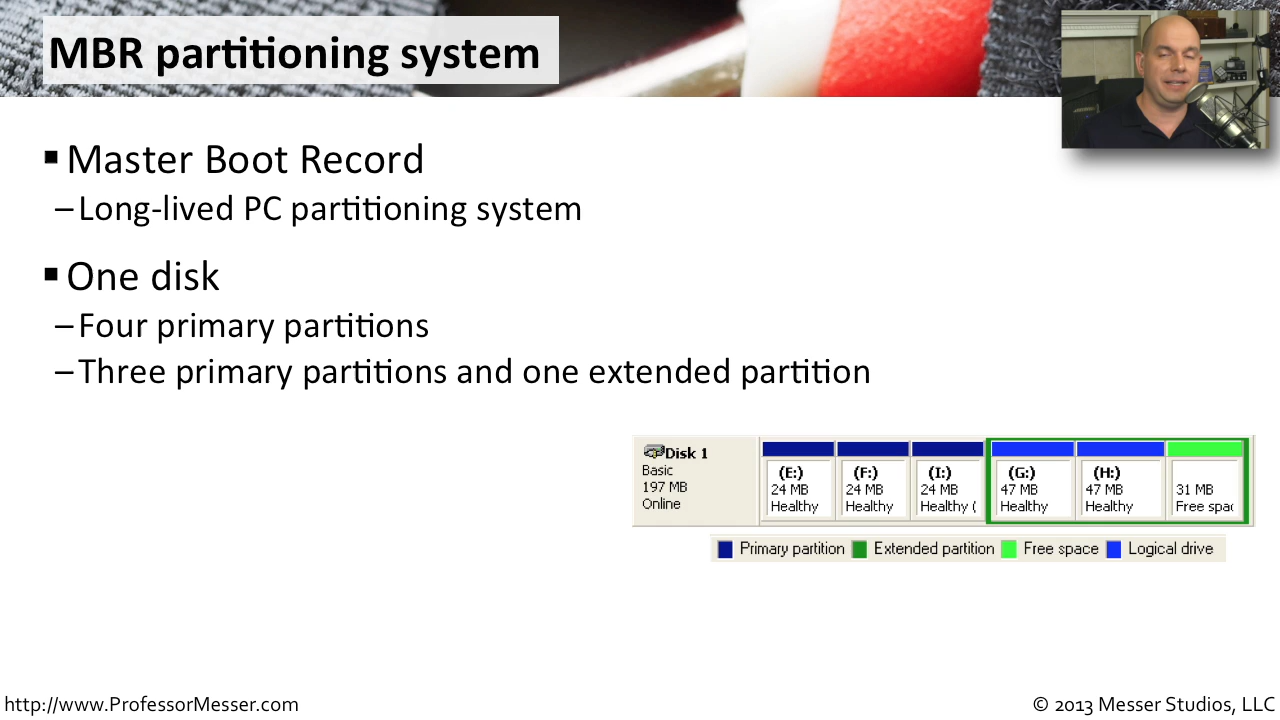 MBR partitioning system
▪ Master Boot Record
– Long-lived PC partitioning system
▪ One disk
– Four primary partitions
– Three primary partitions and one extended partition
Disk 1
Basic
197 MB
Online
(E:)
24 MB
Healthy
(F:)
24 MB
Healthy
(I:)
24 MB
Healthy (
(G:)
47 MB
Healthy
(H:)
47 MB
Healthy
31 MB
Free spac
Primary partition Extended partition Free space Logical drive
http://www.ProfessorMesser.com
© 2013 Messer Studios, LLC